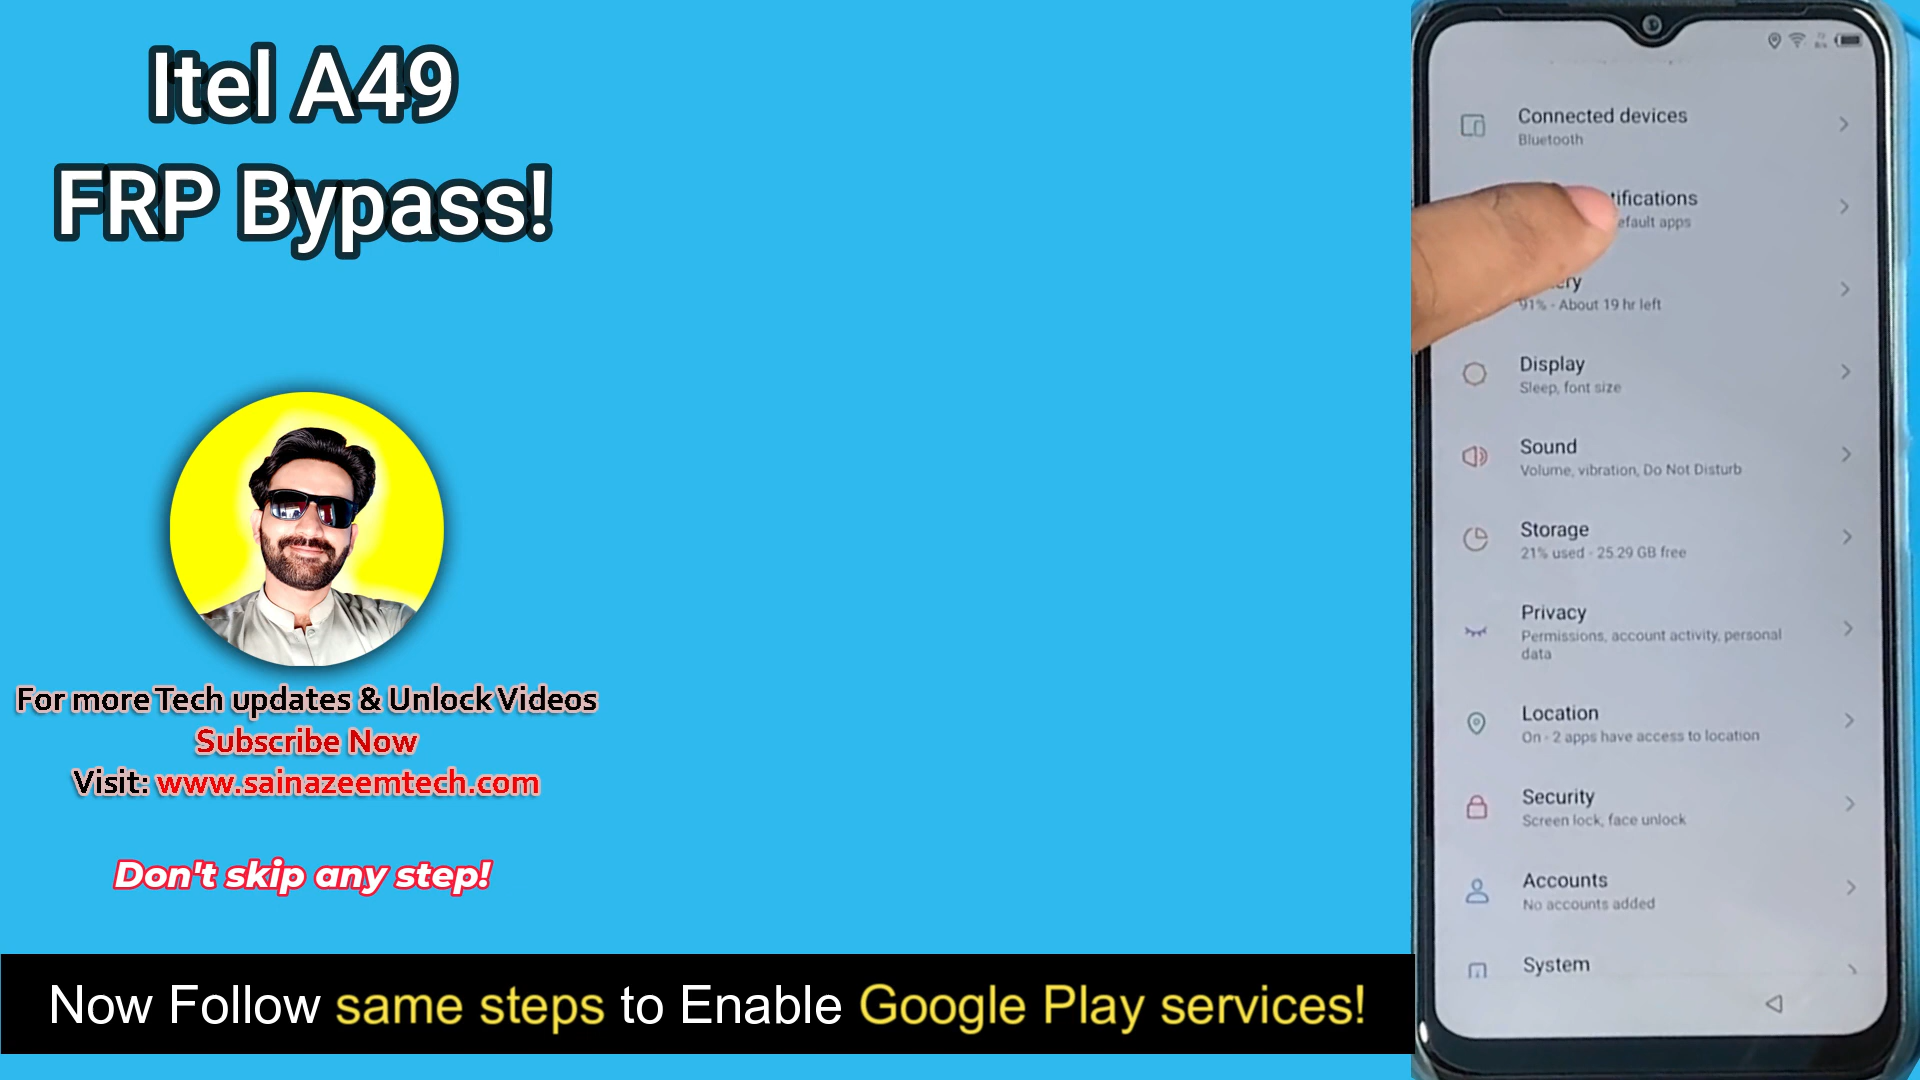 Itel A49
FRP Bypass!
For more Tech updates & Unlock Videos
Subscribe Now
Visit: www.sainazeemtech.com
Don't skip any step!
Now Follow same steps to Enable Google Play services!
Connected devices
Bluetooth
tifications
efault apps
ery
91% - About 19 hr left
Display
Sleep, font size
Sound
Volume, vibration, Do Not Disturb
Storage
21% used - 25.29 GB free
Privacy
Permissions, account activity, personal
data
Location
On - 2 apps have access to location
Security
Screen lock, face unlock
Accounts
No accounts added
System